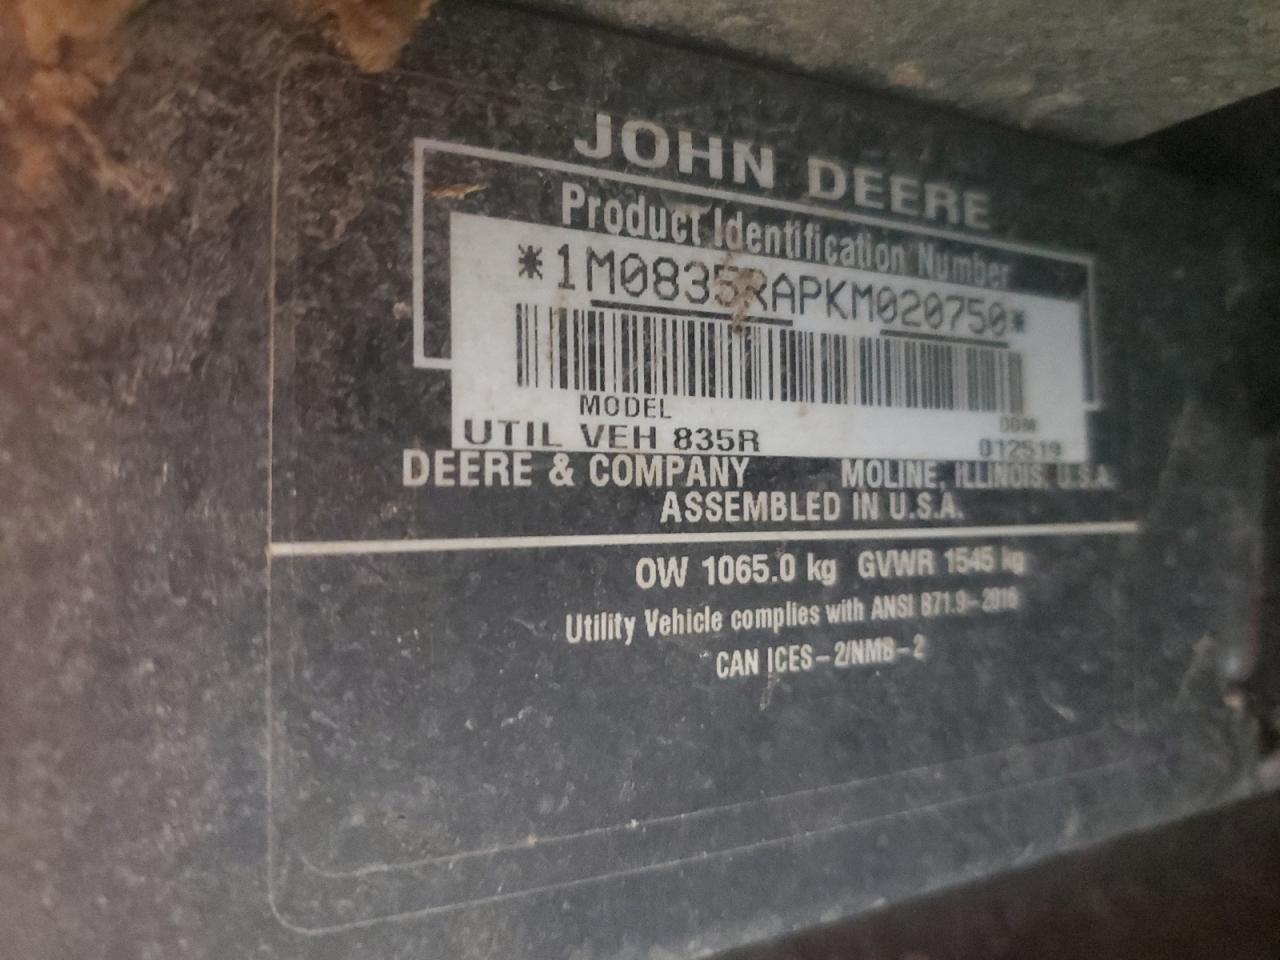 JOHN DEERE
Product Identification Number
*1M0835RAPKM020750*
MODEL DOM
UTIL VEH 835R 012519
DEERE & COMPANY MOLINE, ILLINOIS, U.S.A.
ASSEMBLED IN U.S.A.
OW 1065.0 kg GVWR 1545 kg
Utility Vehicle complies with ANSI B71.9-2016
CAN ICES-2/NMB-2